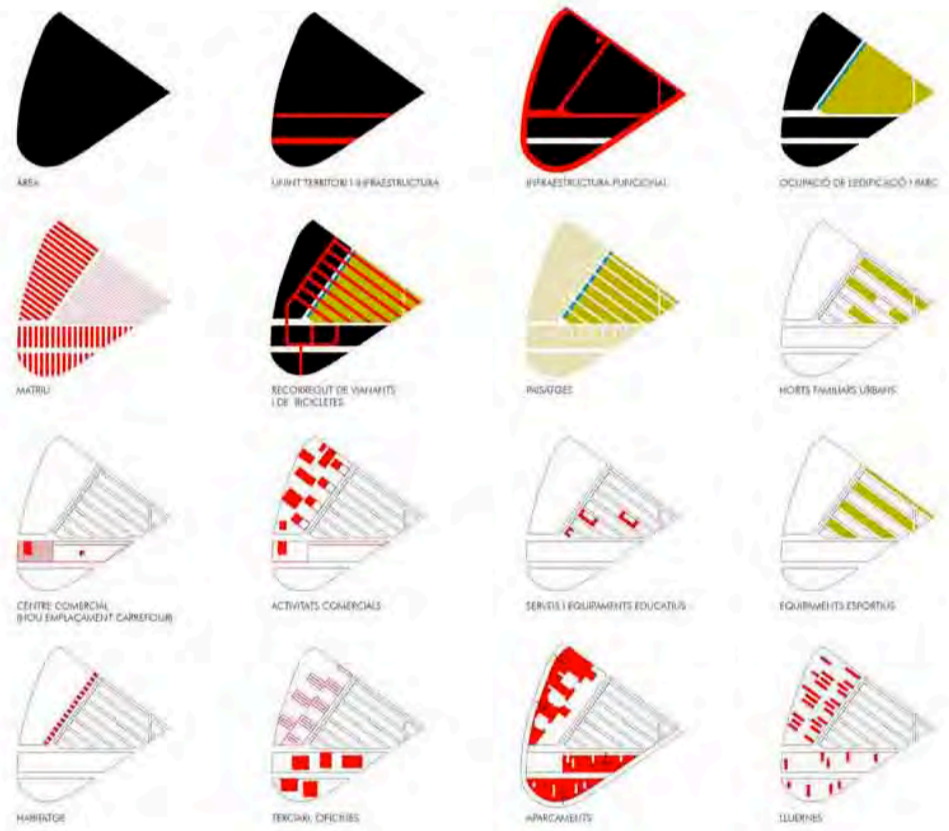 ÀREA
UNINT TERRITORI I INFRAESTRUCTURA
INFRAESTRUCTURA FUNCIONAL
OCUPACIÓ DE L'EDIFICACIÓ I PARC
MATRIU
RECORREGUT DE VIANANTS
I DE BICICLETES
PAISATGES
HORTS FAMILIARS URBANS
CENTRE COMERCIAL
(NOU EMPLAÇAMENT CARREFOUR)
ACTIVITATS COMERCIALS
SERVEIS I EQUIPAMENTS EDUCATIUS
EQUIPAMENTS ESPORTIUS
HABITATGE
TERCIARI, OFICINES
APARCAMENTS